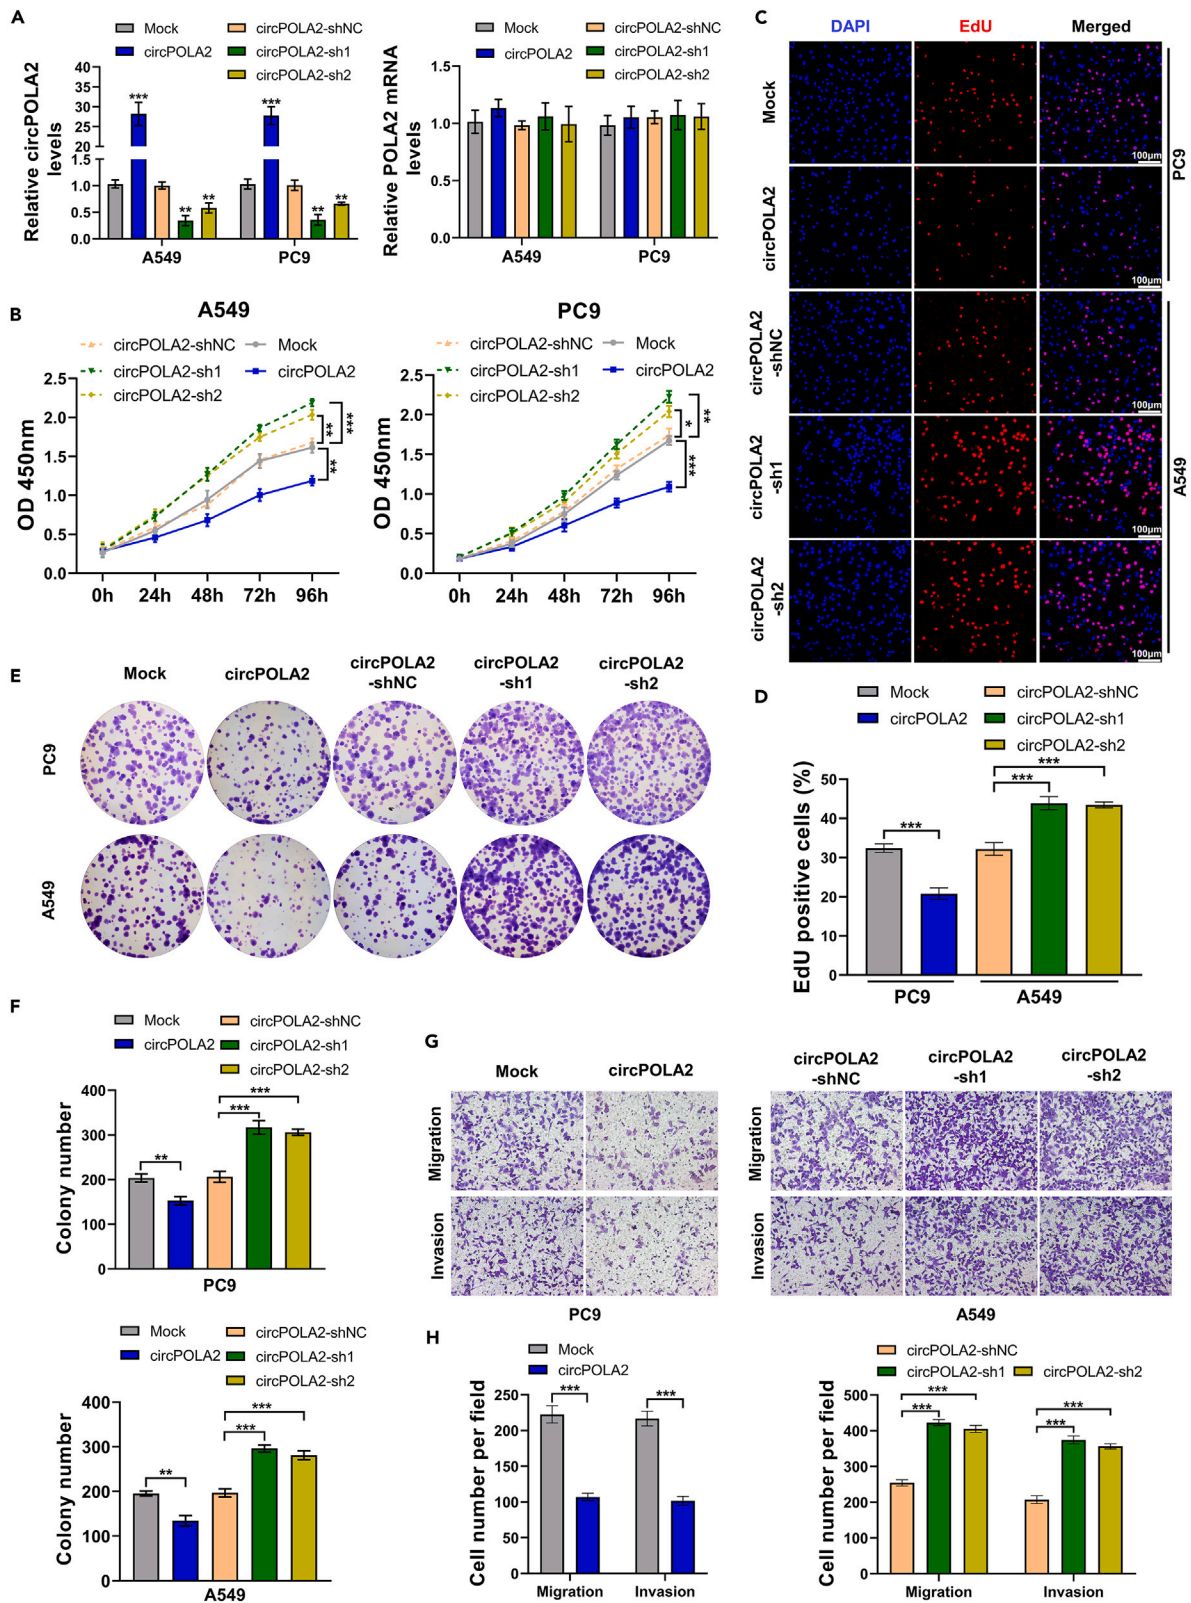 A
Mock
circPOLA2
circPOLA2-shNC
circPOLA2-sh1
circPOLA2-sh2
Relative circPOLA2
levels
40
35
30
25
20
1.5
1.0
0.5
0.0
***
**
**
***
**
**
A549
PC9
Mock
circPOLA2
circPOLA2-shNC
circPOLA2-sh1
circPOLA2-sh2
Relative POLA2 mRNA
levels
1.5
1.0
0.5
0.0
A549
PC9
B
A549
circPOLA2-shNC
Mock
circPOLA2-sh1
circPOLA2
circPOLA2-sh2
OD 450nm
2.5
2.0
1.5
1.0
0.5
0.0
0h
24h
48h
72h
96h
**
***
**
PC9
circPOLA2-shNC
Mock
circPOLA2-sh1
circPOLA2
circPOLA2-sh2
OD 450nm
2.5
2.0
1.5
1.0
0.5
0.0
0h
24h
48h
72h
96h
*
**
***
C
DAPI
EdU
Merged
Mock
100μm
circPOLA2
100μm
PC9
circPOLA2
-shNC
100μm
circPOLA2
-sh1
100μm
circPOLA2
-sh2
100μm
A549
D
Mock
circPOLA2
circPOLA2-shNC
circPOLA2-sh1
circPOLA2-sh2
EdU positive cells (%)
50
40
30
20
10
0
***
***
***
PC9
A549
E
Mock
circPOLA2
circPOLA2
-shNC
circPOLA2
-sh1
circPOLA2
-sh2
PC9
A549
F
Mock
circPOLA2
circPOLA2-shNC
circPOLA2-sh1
circPOLA2-sh2
Colony number
400
300
200
100
0
**
***
***
PC9
Mock
circPOLA2
circPOLA2-shNC
circPOLA2-sh1
circPOLA2-sh2
Colony number
400
300
200
100
0
**
***
***
A549
G
Mock
circPOLA2
circPOLA2
-shNC
circPOLA2
-sh1
circPOLA2
-sh2
Migration
Invasion
PC9
Migration
Invasion
A549
H
Mock
circPOLA2
Cell number per field
250
200
150
100
50
0
***
***
Migration
Invasion
circPOLA2-shNC
circPOLA2-sh1
circPOLA2-sh2
Cell number per field
500
400
300
200
100
0
***
***
***
***
Migration
Invasion